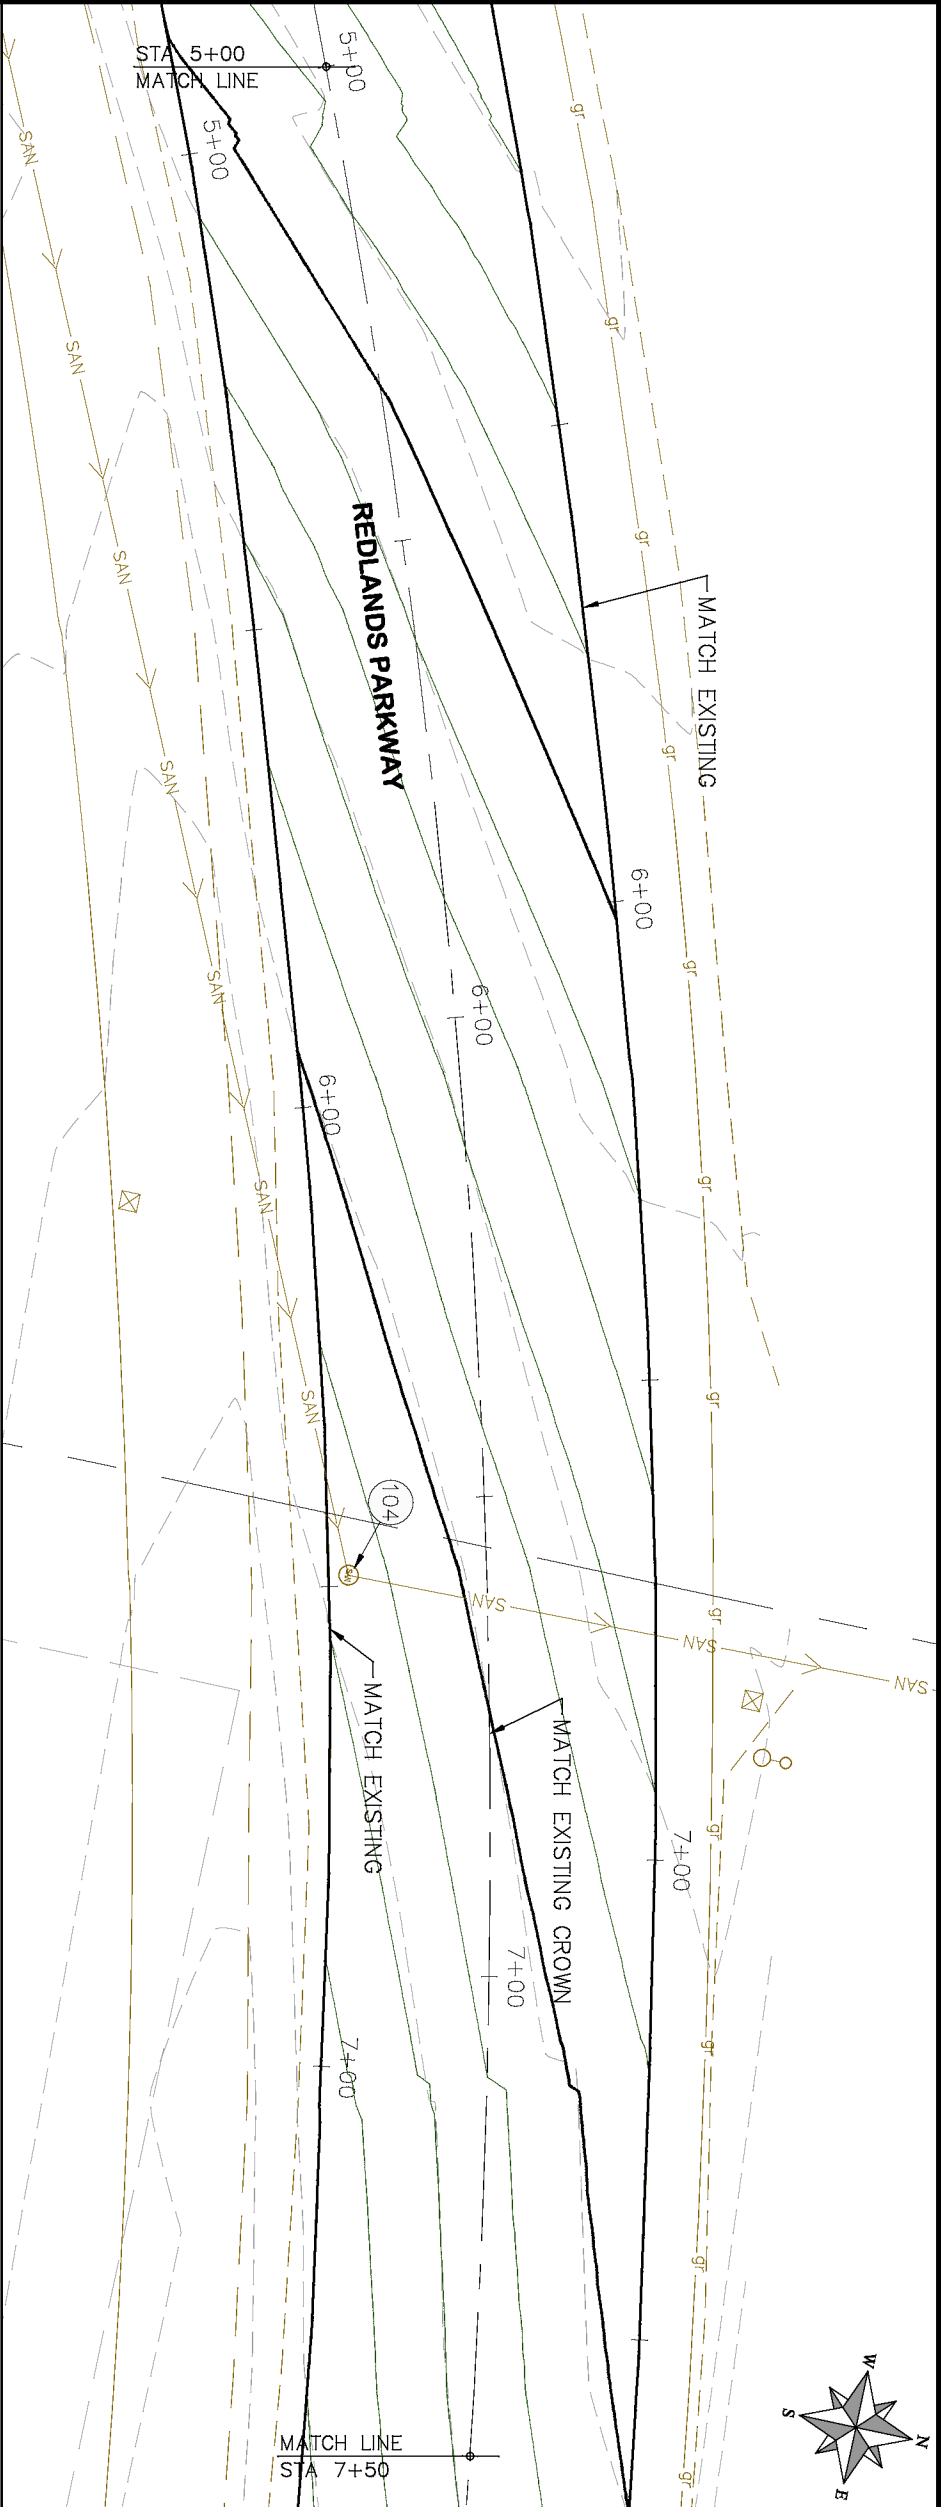 STA 5+00
MATCH LINE
5+00
5+00
SAN
SAN
SAN
SAN
SAN
SAN
SAN
SAN
SAN
SAN
gr
gr
gr
gr
gr
gr
gr
gr
gr
gr
gr
gr
REDLANDS PARKWAY
MATCH EXISTING
6+00
6+00
6+00
104
SW
MATCH EXISTING
MATCH EXISTING CROWN
7+00
7+00
7+00
MATCH LINE
STA 7+50
W
N
S
E